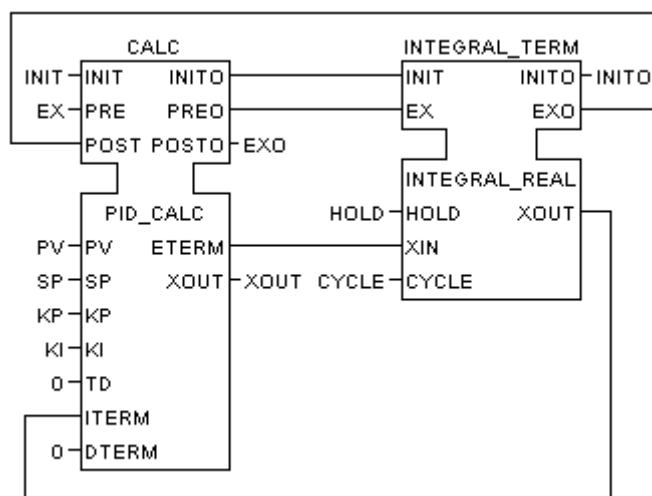 CALC INTEGRAL_TERM
INIT INIT INITO INIT INITO INITO
EX PRE PREO EX EXO
POST POSTO EXO
PID_CALC INTEGRAL_REAL
HOLD HOLD XOUT
PV PV ETERM XIN
SP SP XOUT XOUT CYCLE CYCLE
KP KP
KI KI
0 TD
ITERM
0 DTERM